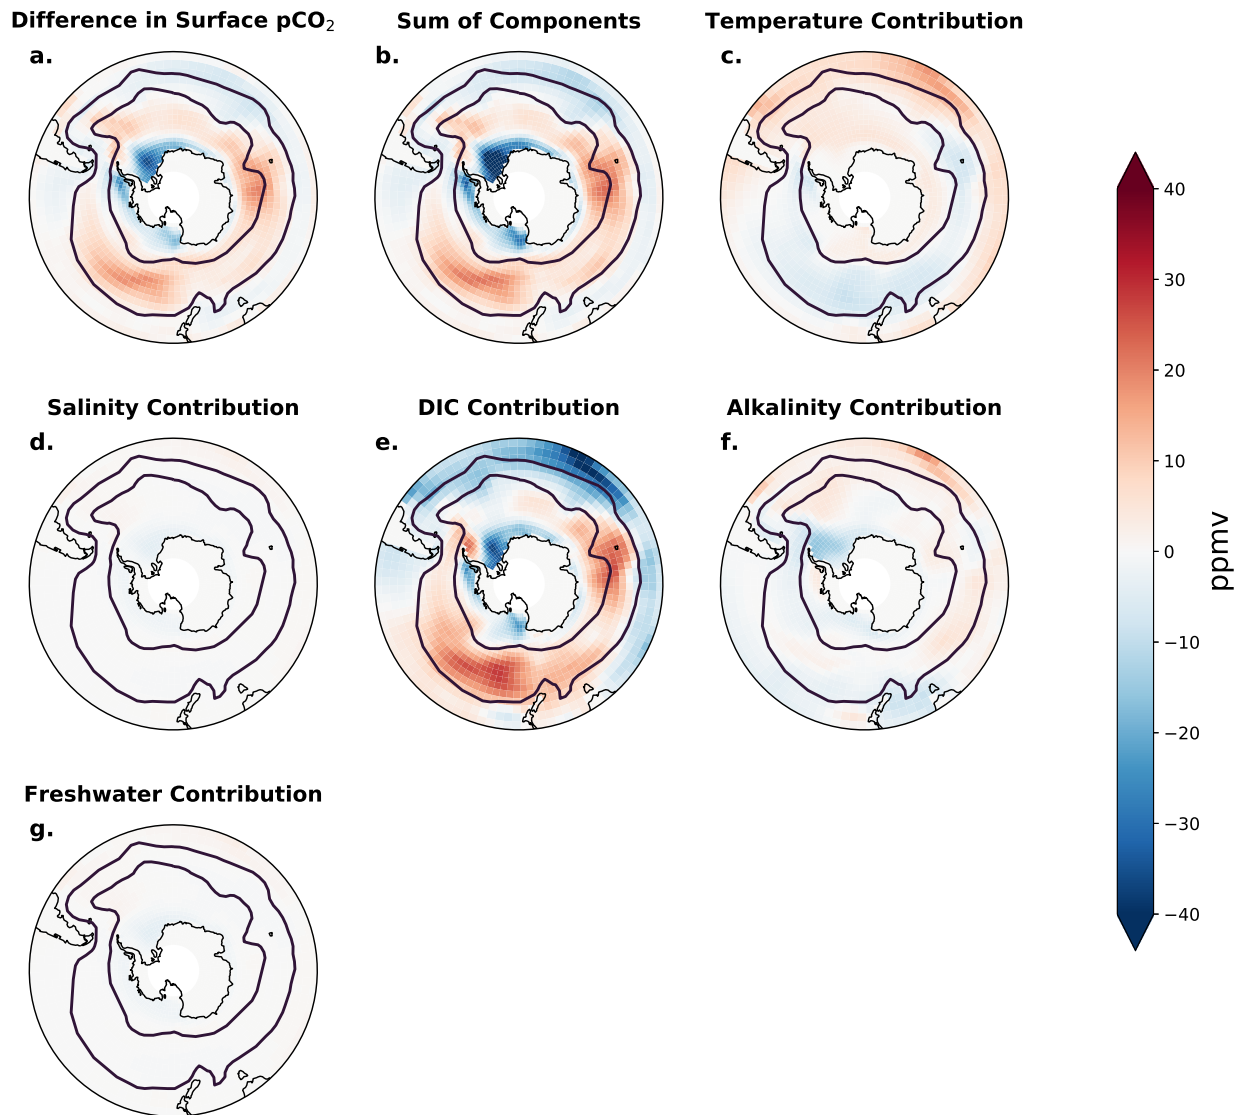 Difference in Surface pCO₂
Sum of Components
Temperature Contribution
a.
b.
c.
Salinity Contribution
DIC Contribution
Alkalinity Contribution
d.
e.
f.
Freshwater Contribution
g.
40
30
20
10
0
−10
−20
−30
−40
ppmv